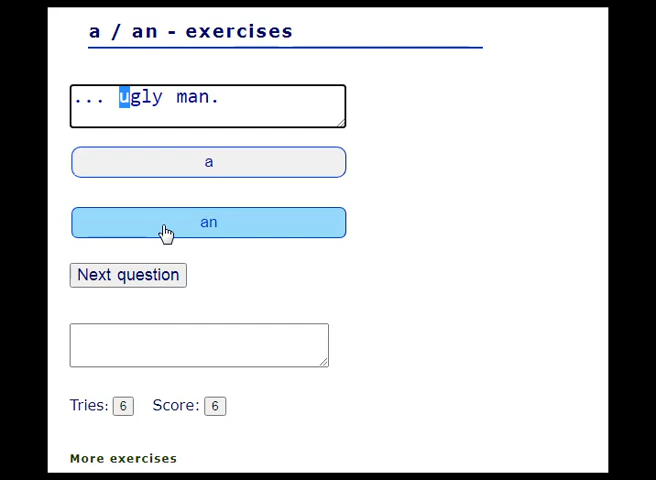 a / an - exercises
... ugly man.
a
an
Next question
Tries: 6 Score: 6
More exercises